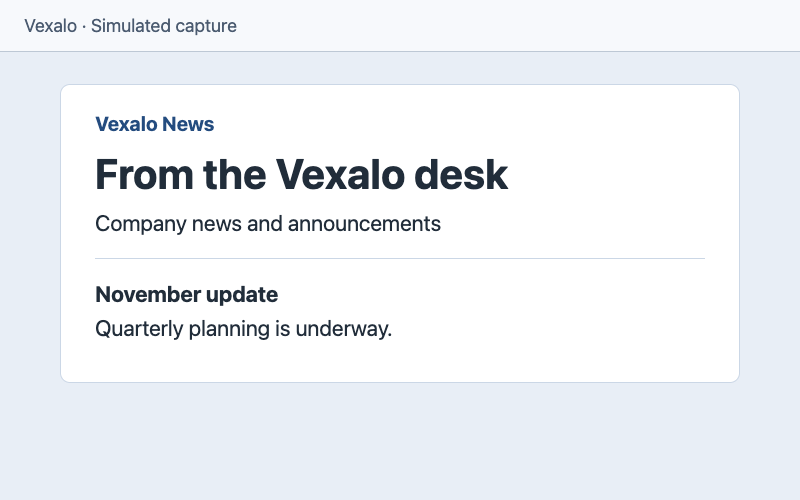 Vexalo · Simulated capture
Vexalo News
From the Vexalo desk
Company news and announcements
November update
Quarterly planning is underway.